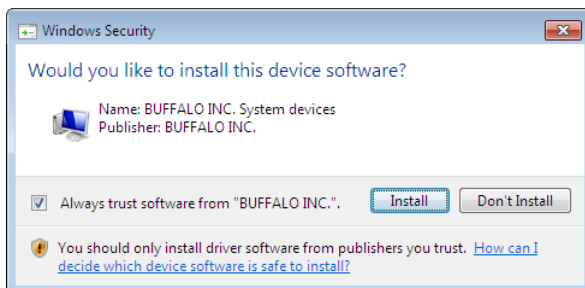 Windows Security
Would you like to install this device software?
Name: BUFFALO INC. System devices
Publisher: BUFFALO INC.
Always trust software from "BUFFALO INC.". Install Don't Install
You should only install driver software from publishers you trust. How can I
decide which device software is safe to install?